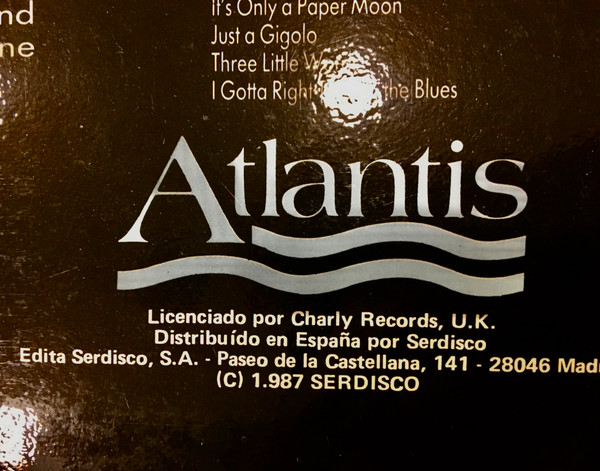 nd
ne
It's Only a Paper Moon
Just a Gigolo
Three Little
I Gotta Right the Blues
Atlantis
Licenciado por Charly Records, U.K.
Distribuído en España por Serdisco
Edita Serdisco, S.A. - Paseo de la Castellana, 141 - 28046 Mad
(C) 1.987 SERDISCO